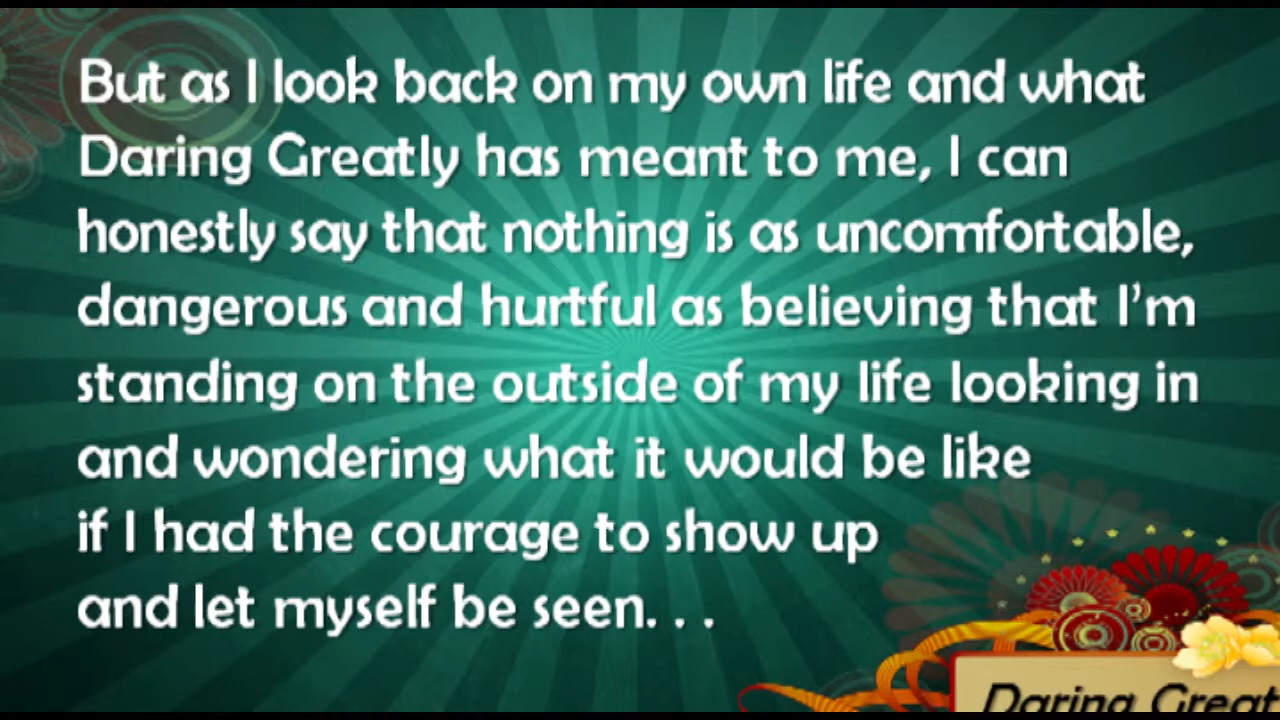 But as I look back on my own life and what
Daring Greatly has meant to me, I can
honestly say that nothing is as uncomfortable,
dangerous and hurtful as believing that I'm
standing on the outside of my life looking in
and wondering what it would be like
if I had the courage to show up
and let myself be seen. . .
Daring Great